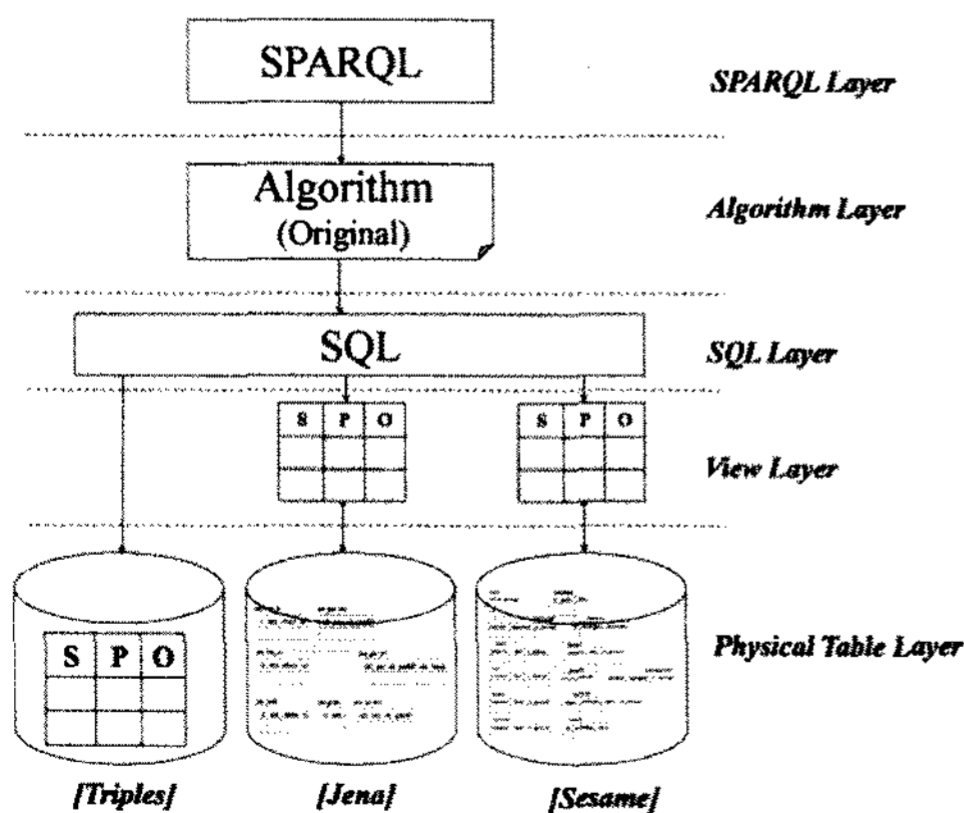 SPARQL
SPARQL Layer
Algorithm
(Original)
Algorithm Layer
SQL
SQL Layer
S P O
S P O
View Layer
S P O
Physical Table Layer
[Triples]
[Jena]
[Sesame]